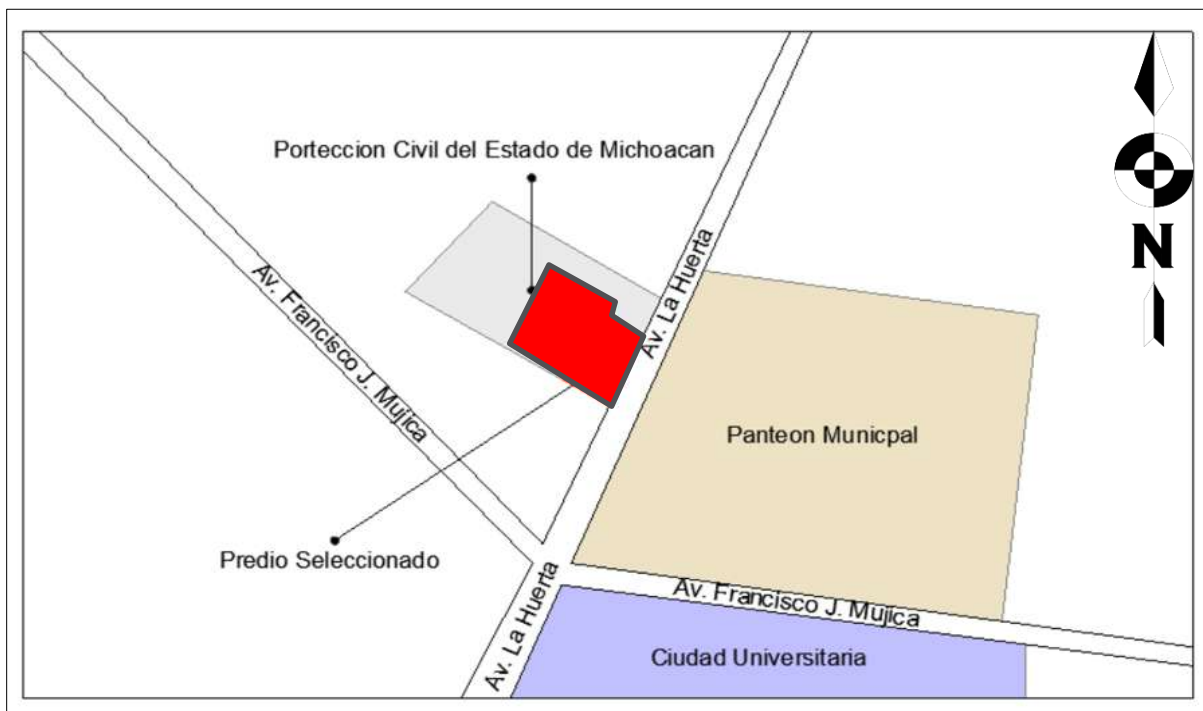 Porteccion Civil del Estado de Michoacan
N
Av. La Huerta
Av. Francisco J. Mujica
Panteon Municpal
Predio Seleccionado
Av. La Huerta
Av. Francisco J. Mujica
Ciudad Universitaria